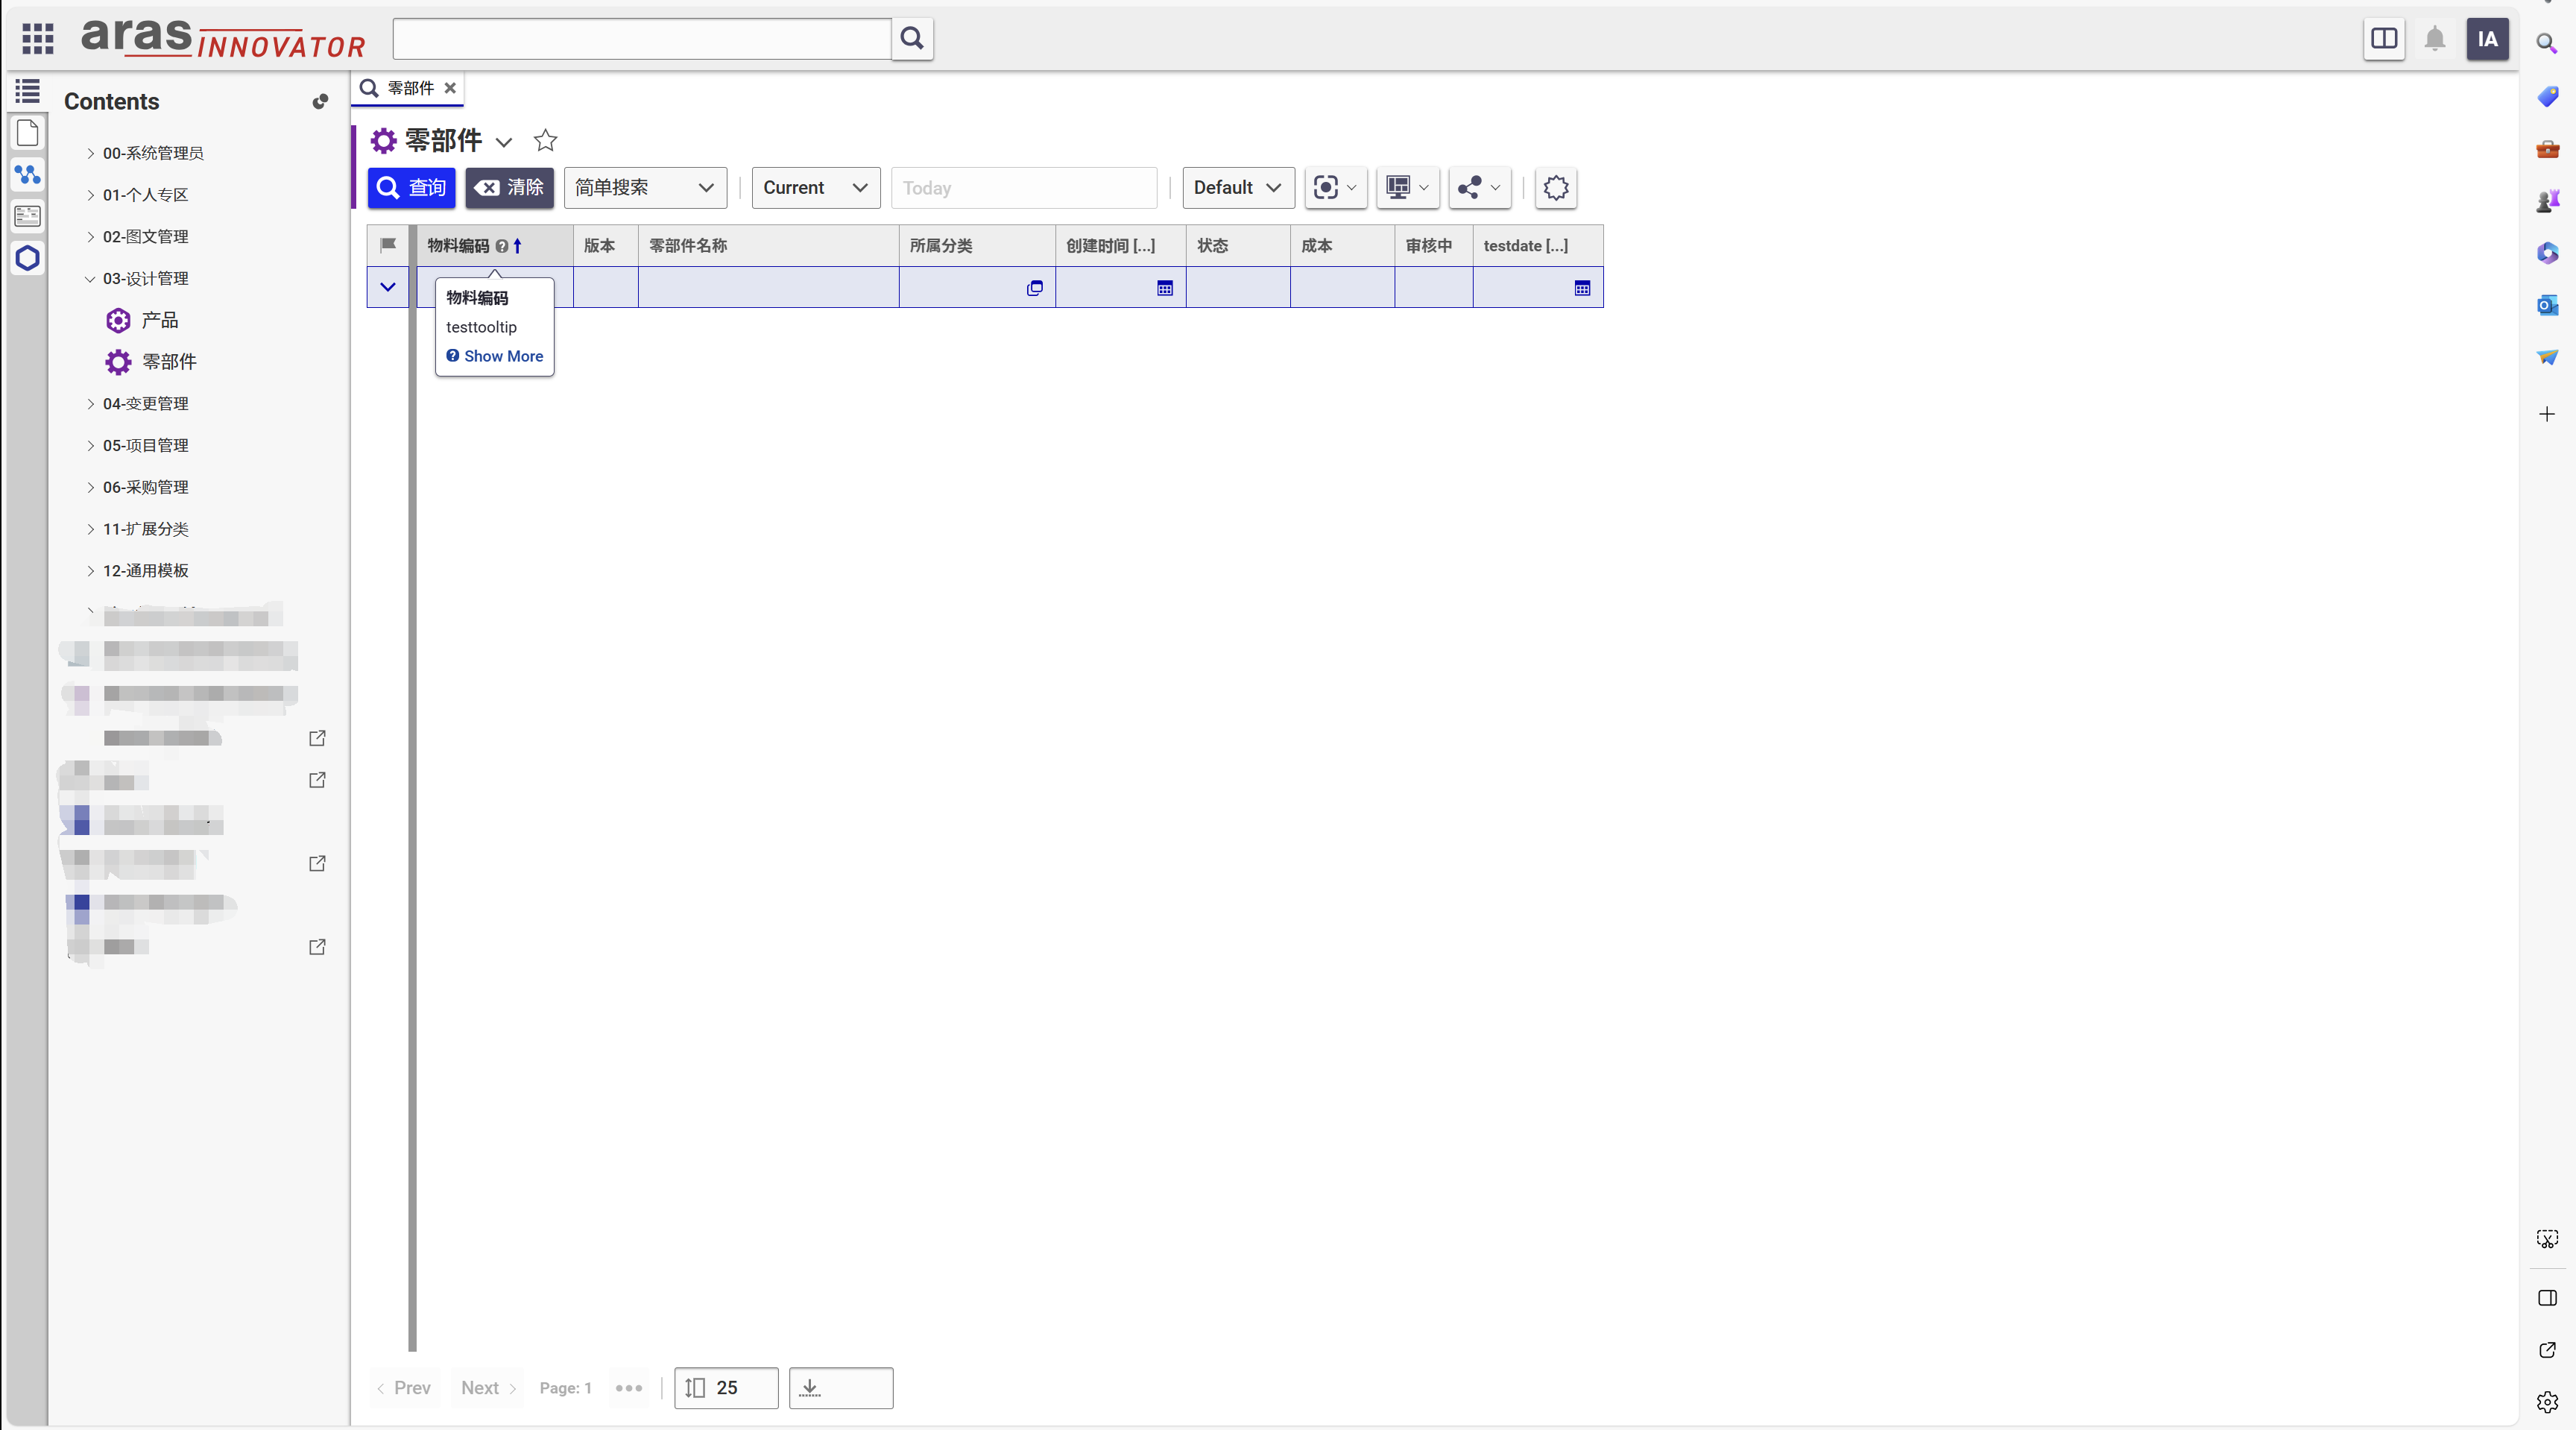 aras INNOVATOR
IA
Contents
00-系统管理员
01-个人专区
02-图文管理
03-设计管理
产品
零部件
04-变更管理
05-项目管理
06-采购管理
11-扩展分类
12-通用模板
零部件
零部件
查询 清除 简单搜索 Current Today Default
物料编码 版本 零部件名称 所属分类 创建时间 [...] 状态 成本 审核中 testdate [...]
物料编码
testtooltip
Show More
Prev Next Page: 1 25